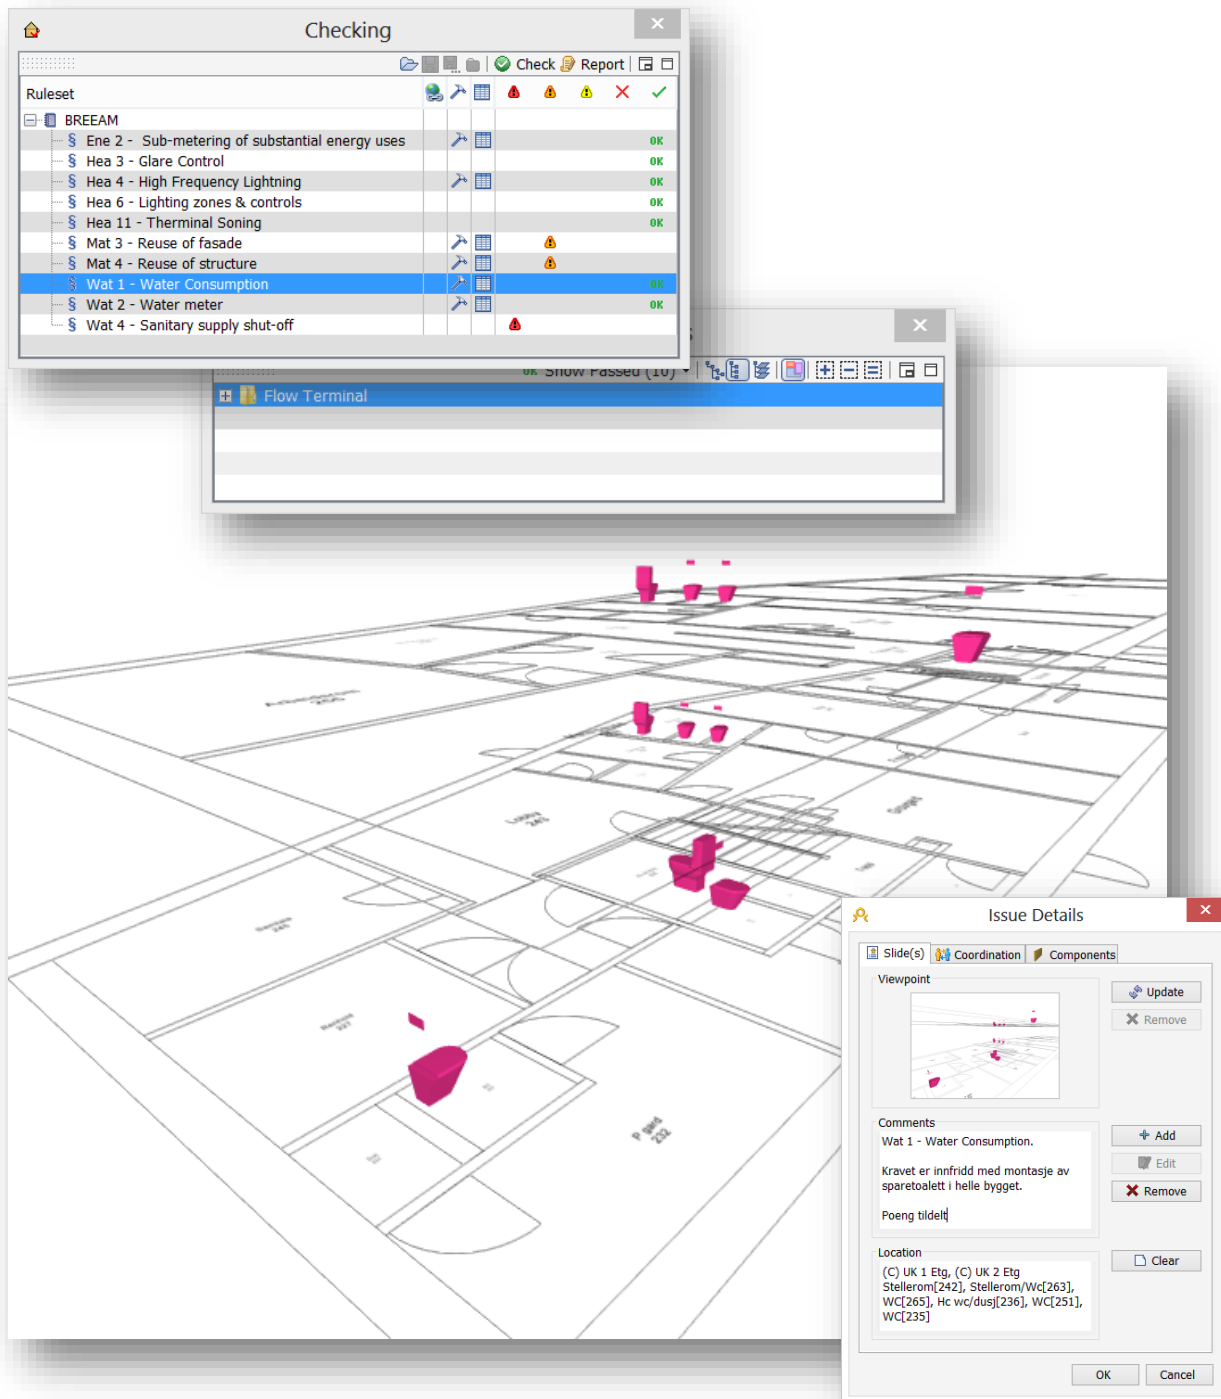 Checking
Check Report
Ruleset
BREEAM
§ Ene 2 - Sub-metering of substantial energy uses OK
§ Hea 3 - Glare Control OK
§ Hea 4 - High Frequency Lightning OK
§ Hea 6 - Lighting zones & controls OK
§ Hea 11 - Therminal Soning OK
§ Mat 3 - Reuse of fasade
§ Mat 4 - Reuse of structure
§ Wat 1 - Water Consumption OK
§ Wat 2 - Water meter OK
§ Wat 4 - Sanitary supply shut-off
OK Show Passed (10)
Flow Terminal
Lobby
P gard
232
Issue Details
Slide(s) Coordination Components
Viewpoint
Update
Remove
Comments
Wat 1 - Water Consumption.
Kravet er innfridd med montasje av
sparetoalett i helle bygget.
Poeng tildelt
Add
Edit
Remove
Location
(C) UK 1 Etg, (C) UK 2 Etg
Stellerom[242], Stellerom/Wc[263],
WC[265], Hc wc/dusj[236], WC[251],
WC[235]
Clear
OK Cancel